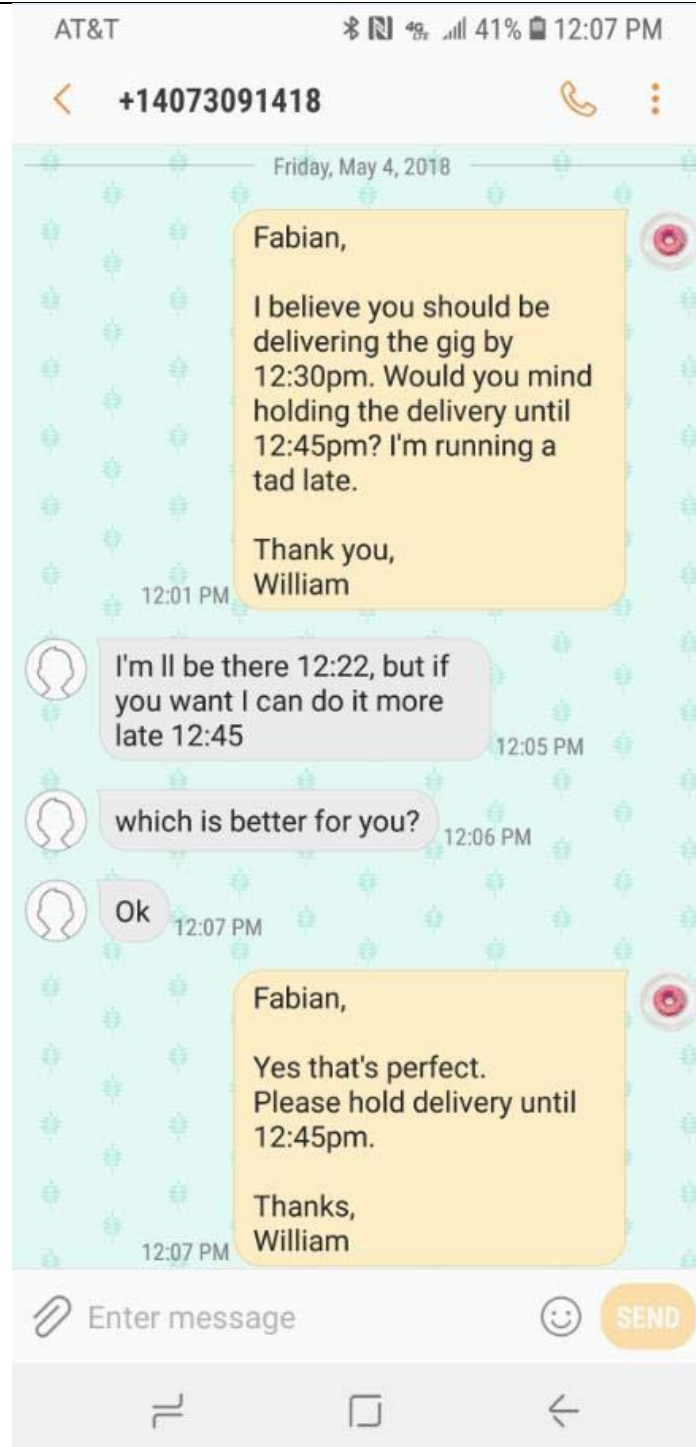 AT&T 4G LTE 41% 12:07 PM
+14073091418
Friday, May 4, 2018
Fabian,
I believe you should be
delivering the gig by
12:30pm. Would you mind
holding the delivery until
12:45pm? I'm running a
tad late.
Thank you,
William
12:01 PM
I'm ll be there 12:22, but if
you want I can do it more
late 12:45
12:05 PM
which is better for you?
12:06 PM
Ok
12:07 PM
Fabian,
Yes that's perfect.
Please hold delivery until
12:45pm.
Thanks,
William
12:07 PM
Enter message
SEND